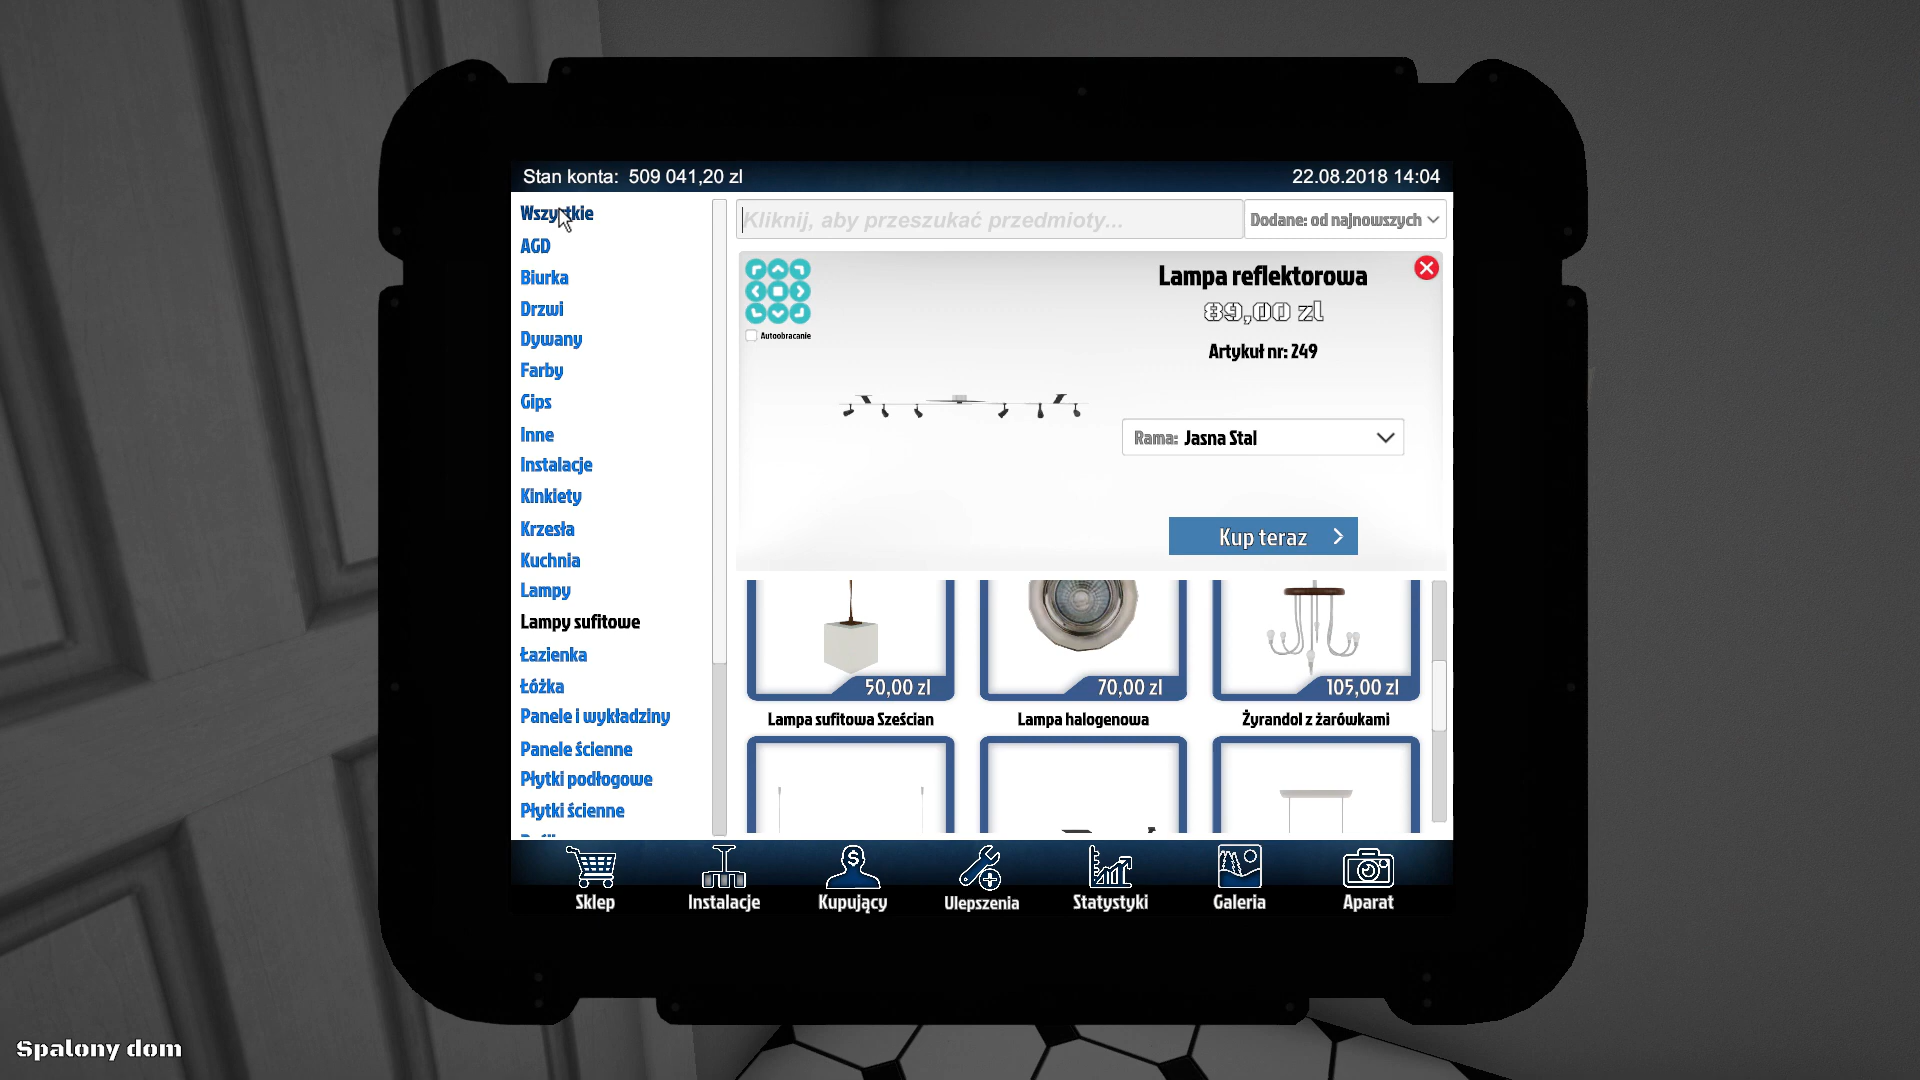 Stan konta: 509 041,20 zl
22.08.2018 14:04
Wszystkie
AGD
Biurka
Drzwi
Dywany
Farby
Gips
Inne
Instalacje
Kinkiety
Krzesła
Kuchnia
Lampy
Lampy sufitowe
Łazienka
Łóżka
Panele i wykładziny
Panele ścienne
Płytki podłogowe
Płytki ścienne
Kliknij, aby przeszukać przedmioty...
Dodane: od najnowszych
Autoobracanie
Lampa reflektorowa
89,00 zl
Artykuł nr: 249
Rama: Jasna Stal
Kup teraz
50,00 zl
70,00 zl
105,00 zl
Lampa sufitowa Sześcian
Lampa halogenowa
Żyrandol z żarówkami
Sklep
Instalacje
Kupujący
Ulepszenia
Statystyki
Galeria
Aparat
Spalony dom